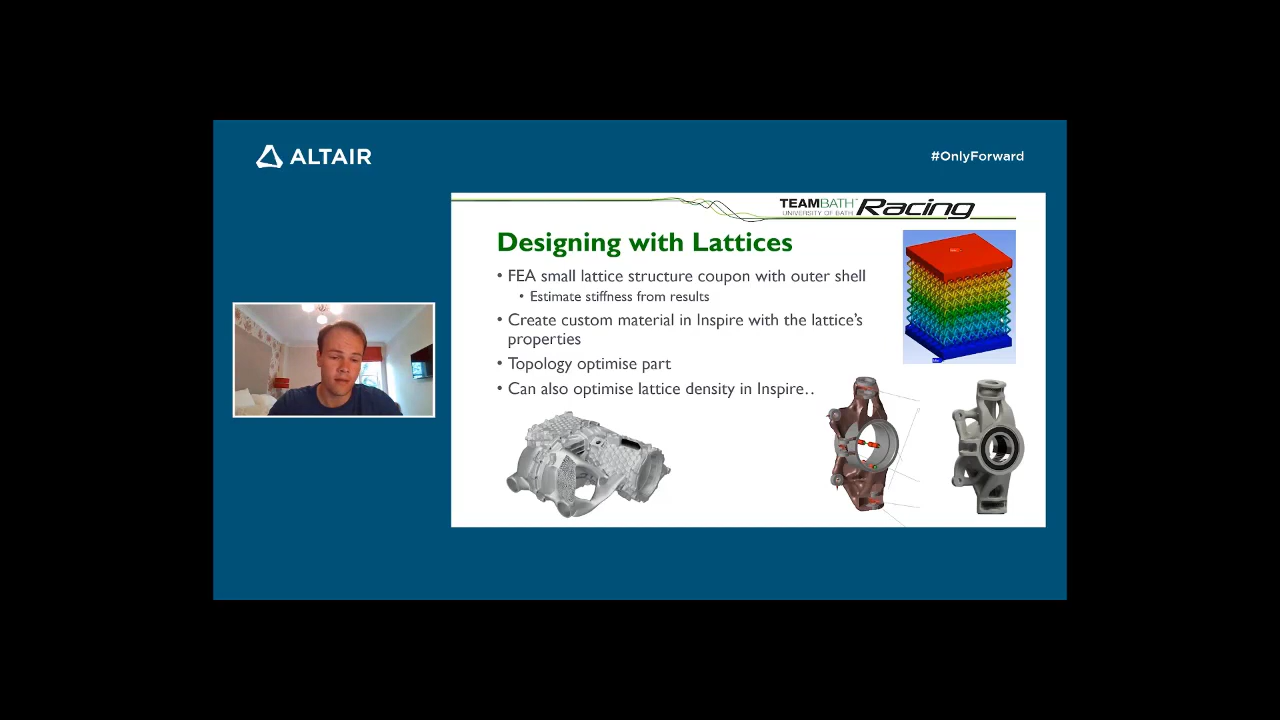 ALTAIR
#OnlyForward
TEAMBATH
UNIVERSITY OF BATH
Racing
Designing with Lattices
• FEA small lattice structure coupon with outer shell
• Estimate stiffness from results
• Create custom material in Inspire with the lattice's
properties
• Topology optimise part
• Can also optimise lattice density in Inspire..